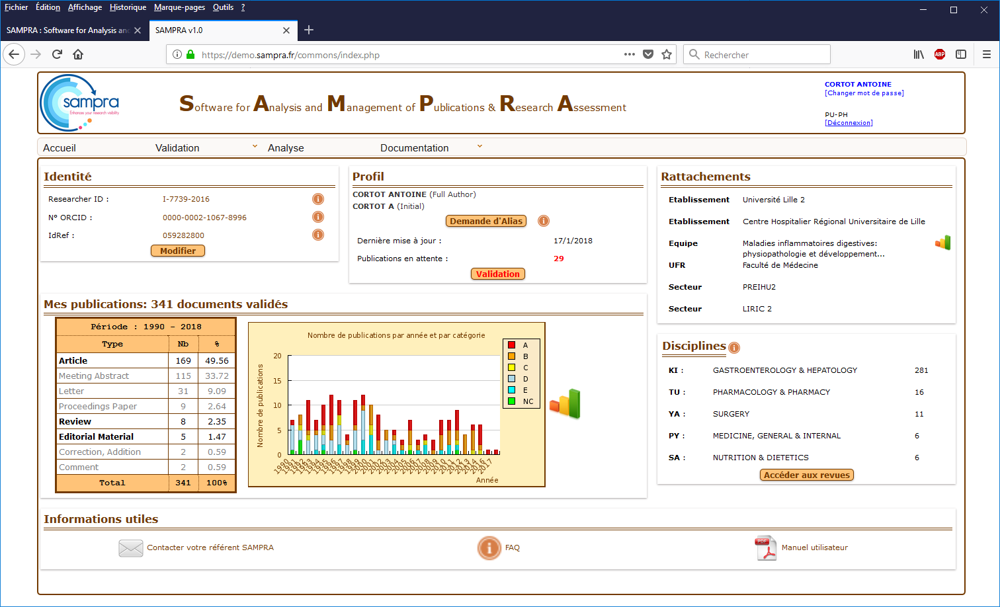 Fichier Édition Affichage Historique Marque-pages Outils ?
SAMPRA : Software for Analysis and
SAMPRA v1.0
https://demo.sampra.fr/commons/index.php
Rechercher
ABP
sampra
Enhances your research visibility
Software for Analysis and Management of Publications & Research Assessment
CORTOT ANTOINE
[Changer mot de passe]
PU-PH
[Déconnexion]
Accueil Validation Analyse Documentation
Identité
Researcher ID : I-7739-2016
N° ORCID : 0000-0002-1067-8996
IdRef : 059282800
Modifier
Profil
CORTOT ANTOINE (Full Author)
CORTOT A (Initial)
Demande d'Alias
Dernière mise à jour : 17/1/2018
Publications en attente : 29
Validation
Rattachements
Etablissement Université Lille 2
Etablissement Centre Hospitalier Régional Universitaire de Lille
Equipe Maladies inflammatoires digestives:
physiopathologie et développement...
UFR Faculté de Médecine
Secteur PREIHU2
Secteur LIRIC 2
Mes publications: 341 documents validés
Période : 1990 - 2018
Type Nb %
Article 169 49.56
Meeting Abstract 115 33.72
Letter 31 9.09
Proceedings Paper 9 2.64
Review 8 2.35
Editorial Material 5 1.47
Correction, Addition 2 0.59
Comment 2 0.59
Total 341 100%
Nombre de publications par année et par catégorie
Nombre de publications
20
15
10
5
0
1990 1991 1992 1993 1994 1995 1996 1997 1998 1999 2000 2001 2002 2003 2004 2005 2006 2007 2008 2009 2010 2011 2012 2013 2014 2016 2017
Année
A
B
C
D
E
NC
Disciplines
KI : GASTROENTEROLOGY & HEPATOLOGY 281
TU : PHARMACOLOGY & PHARMACY 16
YA : SURGERY 11
PY : MEDICINE, GENERAL & INTERNAL 6
SA : NUTRITION & DIETETICS 6
Accéder aux revues
Informations utiles
Contacter votre référent SAMPRA
FAQ
PDF
Manuel utilisateur